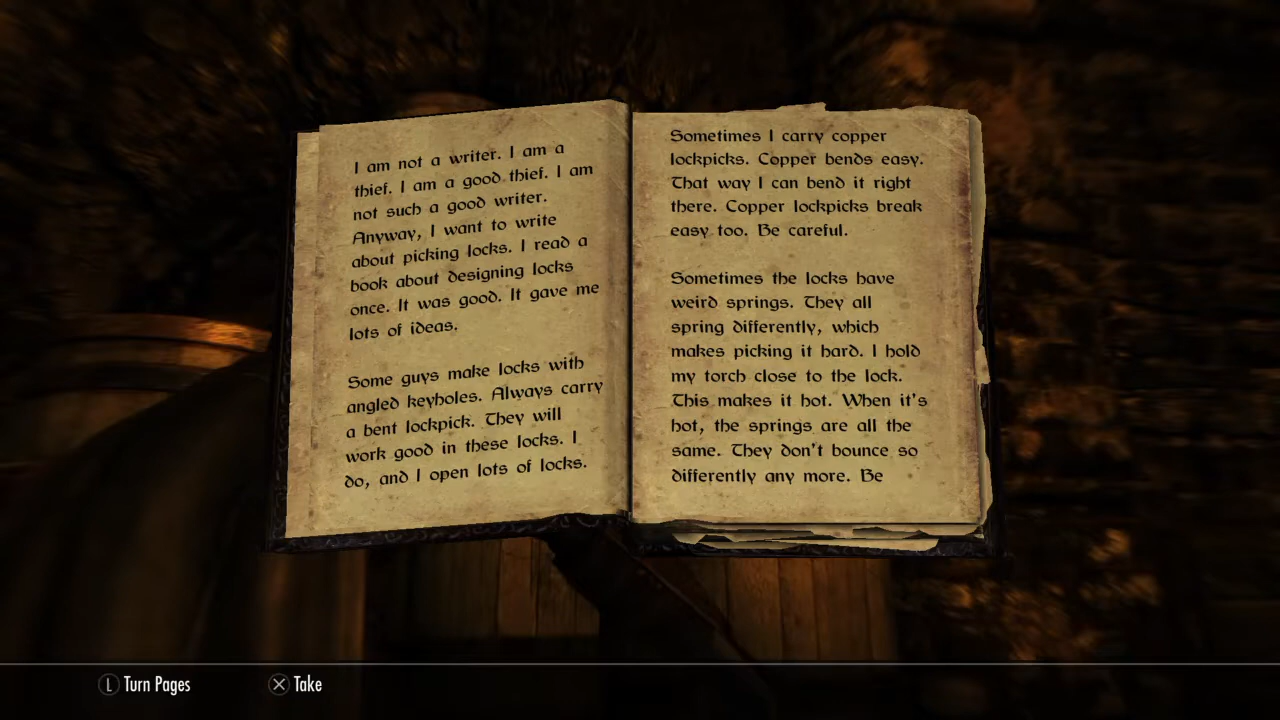 I am not a writer. I am a
thief. I am a good thief. I am
not such a good writer.
Anyway, I want to write
about picking locks. I read a
book about designing locks
once. It was good. It gave me
lots of ideas.
Some guys make locks with
angled keyholes. Always carry
a bent lockpick. They will
work good in these locks. I
do, and I open lots of locks.
Sometimes I carry copper
lockpicks. Copper bends easy.
That way I can bend it right
there. Copper lockpicks break
easy too. Be careful.
Sometimes the locks have
weird springs. They all
spring differently, which
makes picking it hard. I hold
my torch close to the lock.
This makes it hot. When it's
hot, the springs are all the
same. They don't bounce so
differently any more. Be
L Turn Pages
X Take